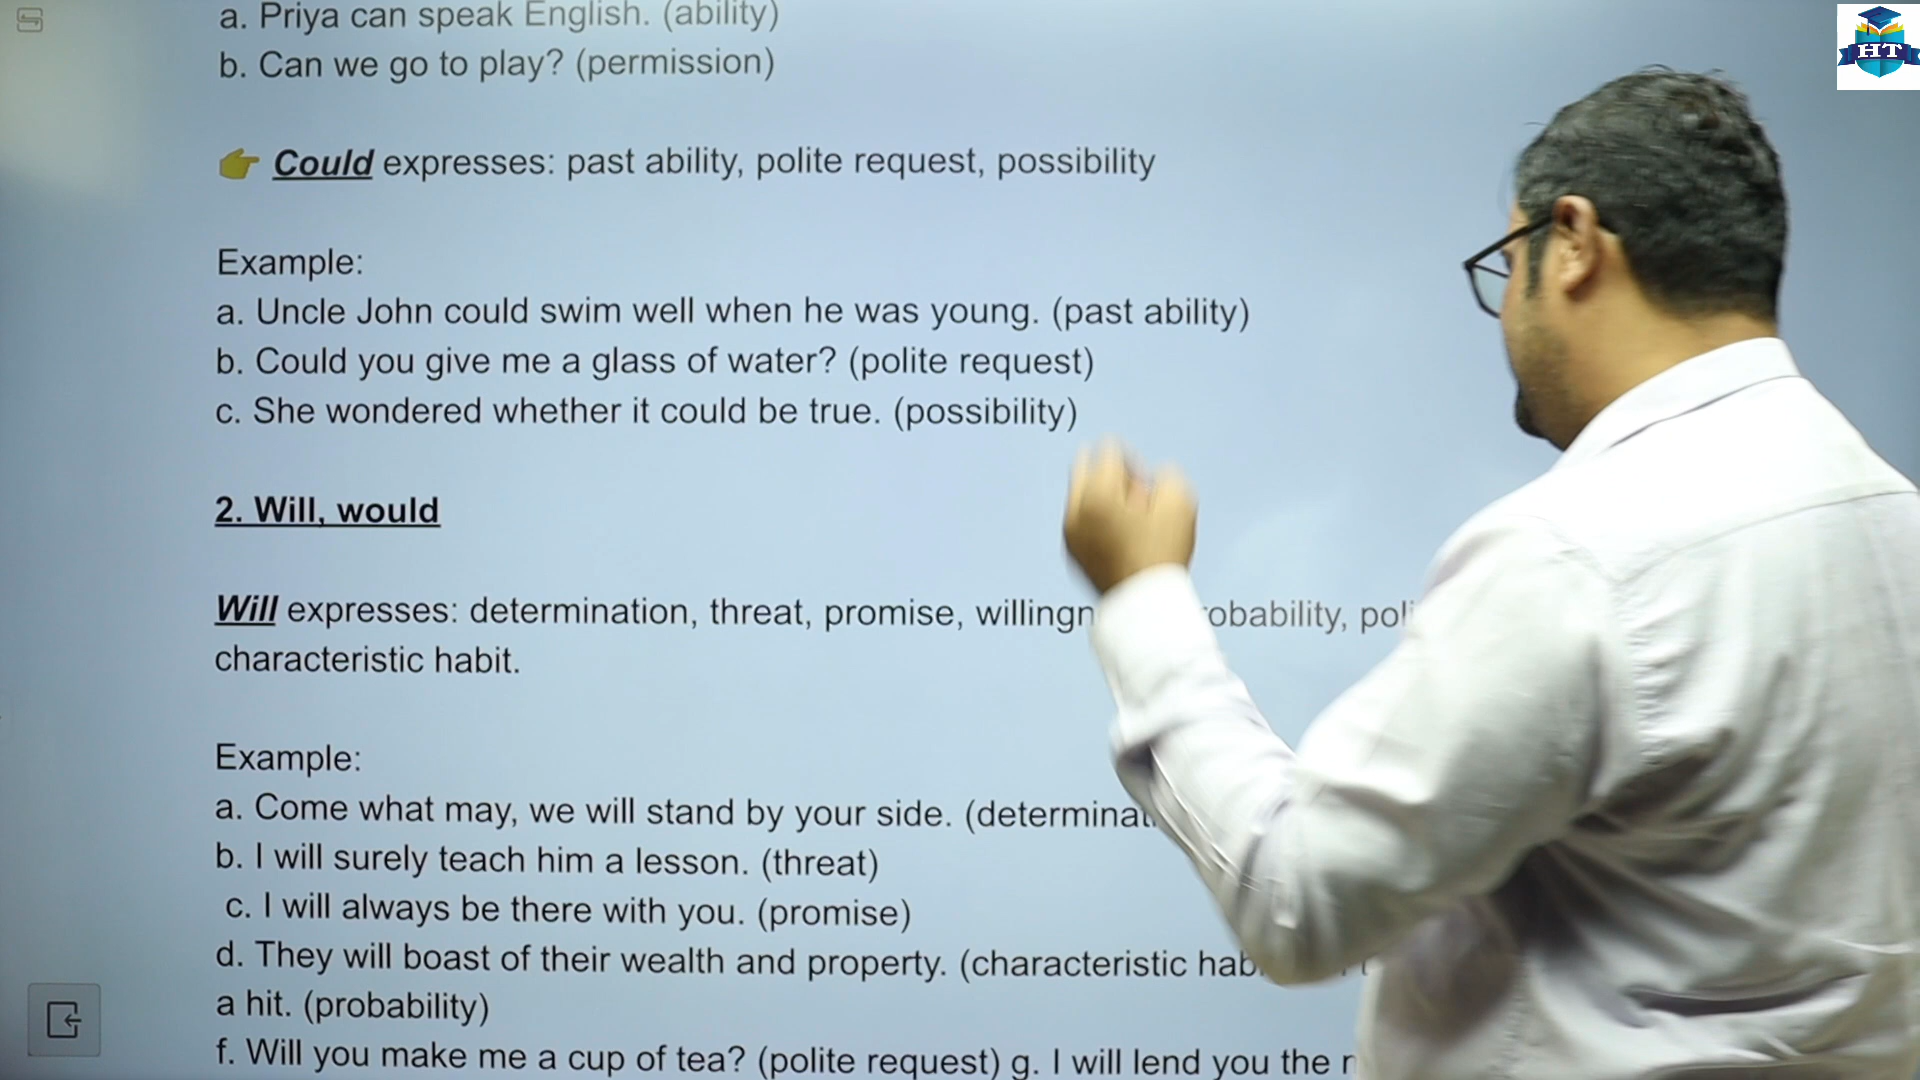 a. Priya can speak English. (ability)
b. Can we go to play? (permission)
👉 Could expresses: past ability, polite request, possibility
Example:
a. Uncle John could swim well when he was young. (past ability)
b. Could you give me a glass of water? (polite request)
c. She wondered whether it could be true. (possibility)
2. Will, would
Will expresses: determination, threat, promise,
characteristic habit.
Example:
a. Come what may, we will stand by your side.
b. I will surely teach him a lesson. (threat)
c. I will always be there with you. (promise)
d. They will boast of their wealth and property. (characteristic
a hit. (probability)
f. Will you make me a cup of tea? (polite request) g. I will lend you the
HT